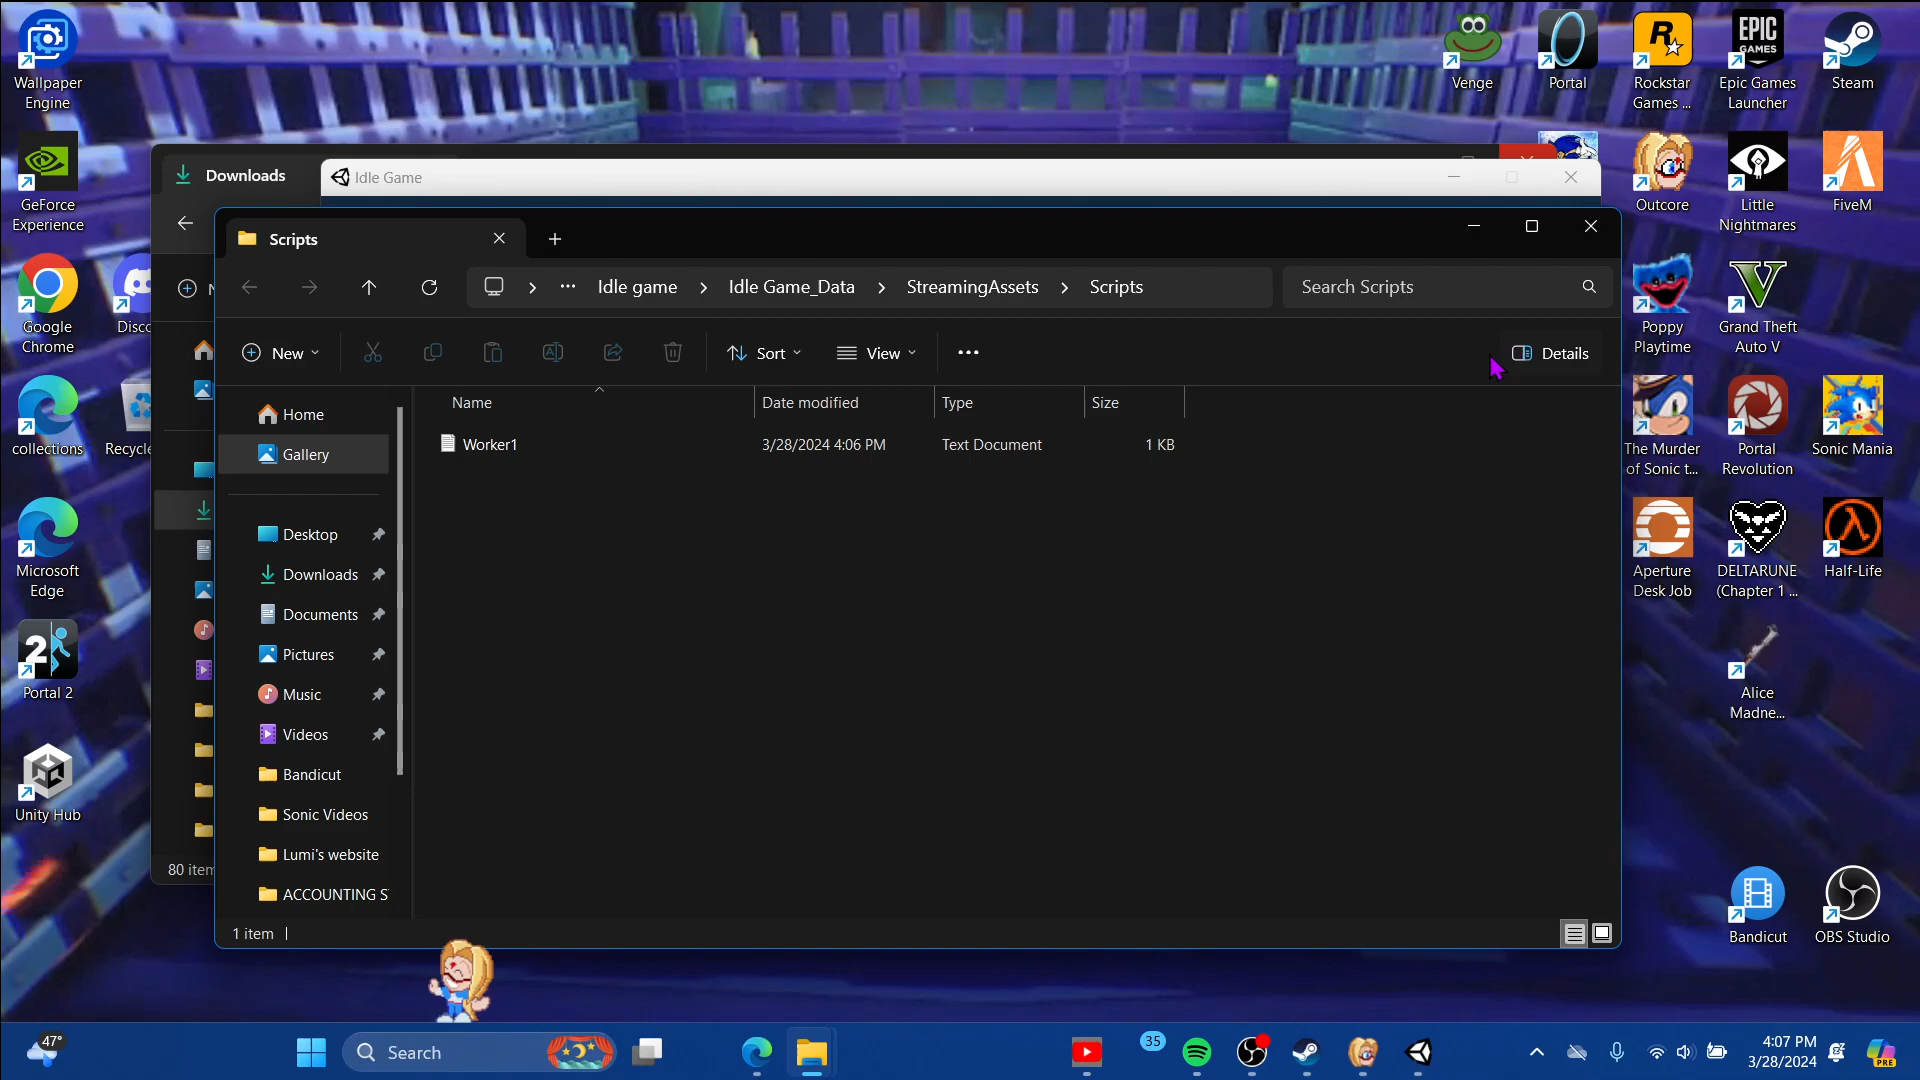 Wallpaper
Engine
GeForce
Experience
Google
Chrome
Disco
collections
Recycle
Microsoft
Edge
2
Portal 2
Unity Hub
Venge
Portal
R
Rockstar
Games ...
EPIC
GAMES
Epic Games
Launcher
Steam
Outcore
Little
Nightmares
FiveM
Poppy
Playtime
V
Grand Theft
Auto V
The Murder
of Sonic t...
Portal
Revolution
Sonic Mania
Aperture
Desk Job
DELTARUNE
(Chapter 1 ...
Half-Life
Alice
Madne...
Bandicut
OBS Studio
Downloads
Idle Game
80 item
Scripts
Idle game
Idle Game_Data
StreamingAssets
Scripts
Search Scripts
New
Sort
View
Details
Name
Date modified
Type
Size
Worker1
3/28/2024 4:06 PM
Text Document
1 KB
Home
Gallery
Desktop
Downloads
Documents
Pictures
Music
Videos
Bandicut
Sonic Videos
Lumi's website
ACCOUNTING S
1 item
47°
Search
35
4:07 PM
3/28/2024
PRE